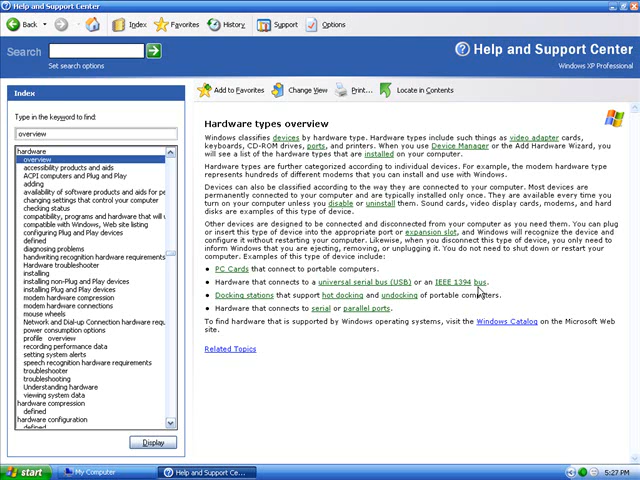 Help and Support Center
Back
Index
Favorites
History
Support
Options
Search
Set search options
Help and Support Center
Windows XP Professional
Index
Add to Favorites
Change View
Print...
Locate in Contents
Type in the keyword to find:
overview
hardware
overview
accessibility products and aids
ACPI computers and Plug and Play
adding
availability of software products and aids for pe
changing settings that control your computer
checking status
compatibility, programs and hardware that will
compatible with Windows, Web site listing
configuring Plug and Play devices
defined
diagnosing problems
handwriting recognition hardware requirements
Hardware troubleshooter
installing
installing non-Plug and Play devices
installing Plug and Play devices
modem hardware compression
modem hardware connections
mouse wheels
Network and Dial-up Connection hardware requ
power consumption options
profile overview
recording performance data
setting system alerts
speech recognition hardware requirements
troubleshooter
troubleshooting
Understanding hardware
viewing system data
hardware compression
defined
hardware configuration
defined
Display
Hardware types overview
Windows classifies devices by hardware type. Hardware types include such things as video adapter cards,
keyboards, CD-ROM drives, ports, and printers. When you use Device Manager or the Add Hardware Wizard, you
will see a list of the hardware types that are installed on your computer.
Hardware types are further categorized according to individual devices. For example, the modem hardware type
represents hundreds of different modems that you can install and use with Windows.
Devices can also be classified according to the way they are connected to your computer. Most devices are
permanently connected to your computer and are typically installed only once. They are available every time you
turn on your computer unless you disable or uninstall them. Sound cards, video display cards, modems, and hard
disks are examples of this type of device.
Other devices are designed to be connected and disconnected from your computer as you need them. You can plug
or insert this type of device into the appropriate port or expansion slot, and Windows will recognize the device and
configure it without restarting your computer. Likewise, when you disconnect this type of device, you only need to
inform Windows that you are ejecting, removing, or unplugging it. You do not need to shut down or restart your
computer. Examples of this type of device include:
PC Cards that connect to portable computers.
Hardware that connects to a universal serial bus (USB) or an IEEE 1394 bus.
Docking stations that support hot docking and undocking of portable computers.
Hardware that connects to serial or parallel ports.
To find hardware that is supported by Windows operating systems, visit the Windows Catalog on the Microsoft Web
site.
Related Topics
start
My Computer
Help and Support Ce...
5:27 PM